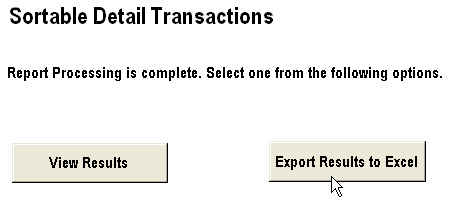 Sortable Detail Transactions
Report Processing is complete. Select one from the following options.
View Results
Export Results to Excel